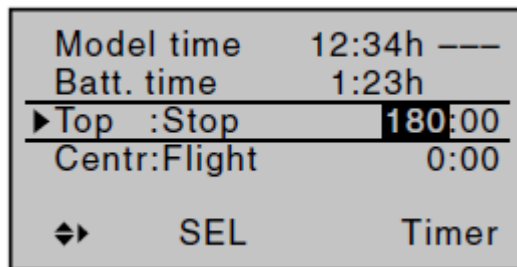 Model time 12:34h –––
Batt. time 1:23h
Top :Stop 180:00
Centr:Flight 0:00
SEL Timer